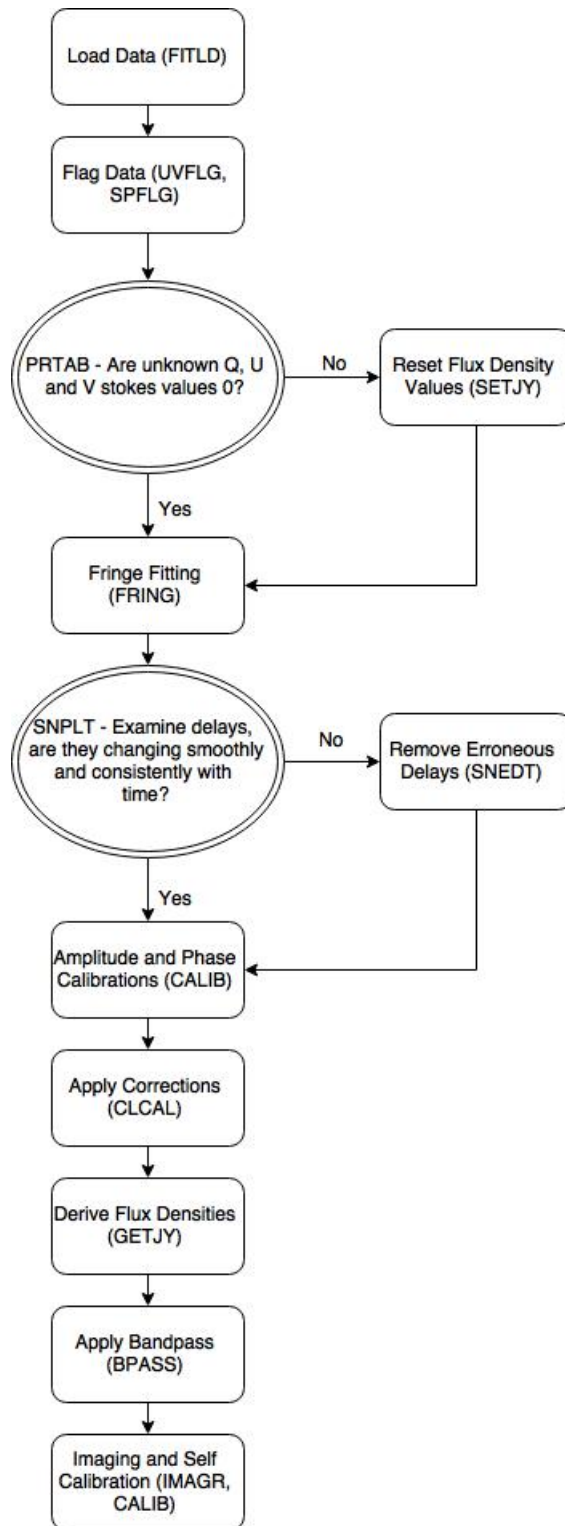 Load Data (FITLD)
Flag Data (UVFLG,
SPFLG)
PRTAB - Are unknown Q, U
and V stokes values 0?
No
Reset Flux Density
Values (SETJY)
Yes
Fringe Fitting
(FRING)
SNPLT - Examine delays,
are they changing smoothly
and consistently with
time?
No
Remove Erroneous
Delays (SNEDT)
Yes
Amplitude and Phase
Calibrations (CALIB)
Apply Corrections
(CLCAL)
Derive Flux Densities
(GETJY)
Apply Bandpass
(BPASS)
Imaging and Self
Calibration (IMAGR,
CALIB)